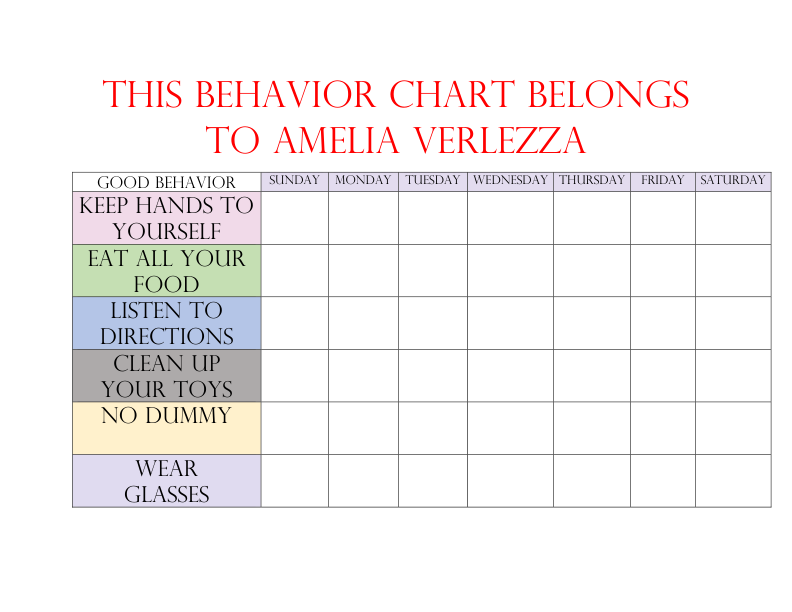 THIS BEHAVIOR CHART BELONGS
TO AMELIA VERLEZZA
GOOD BEHAVIOR SUNDAY MONDAY TUESDAY WEDNESDAY THURSDAY FRIDAY SATURDAY
KEEP HANDS TO
YOURSELF
EAT ALL YOUR
FOOD
LISTEN TO
DIRECTIONS
CLEAN UP
YOUR TOYS
NO DUMMY
WEAR
GLASSES